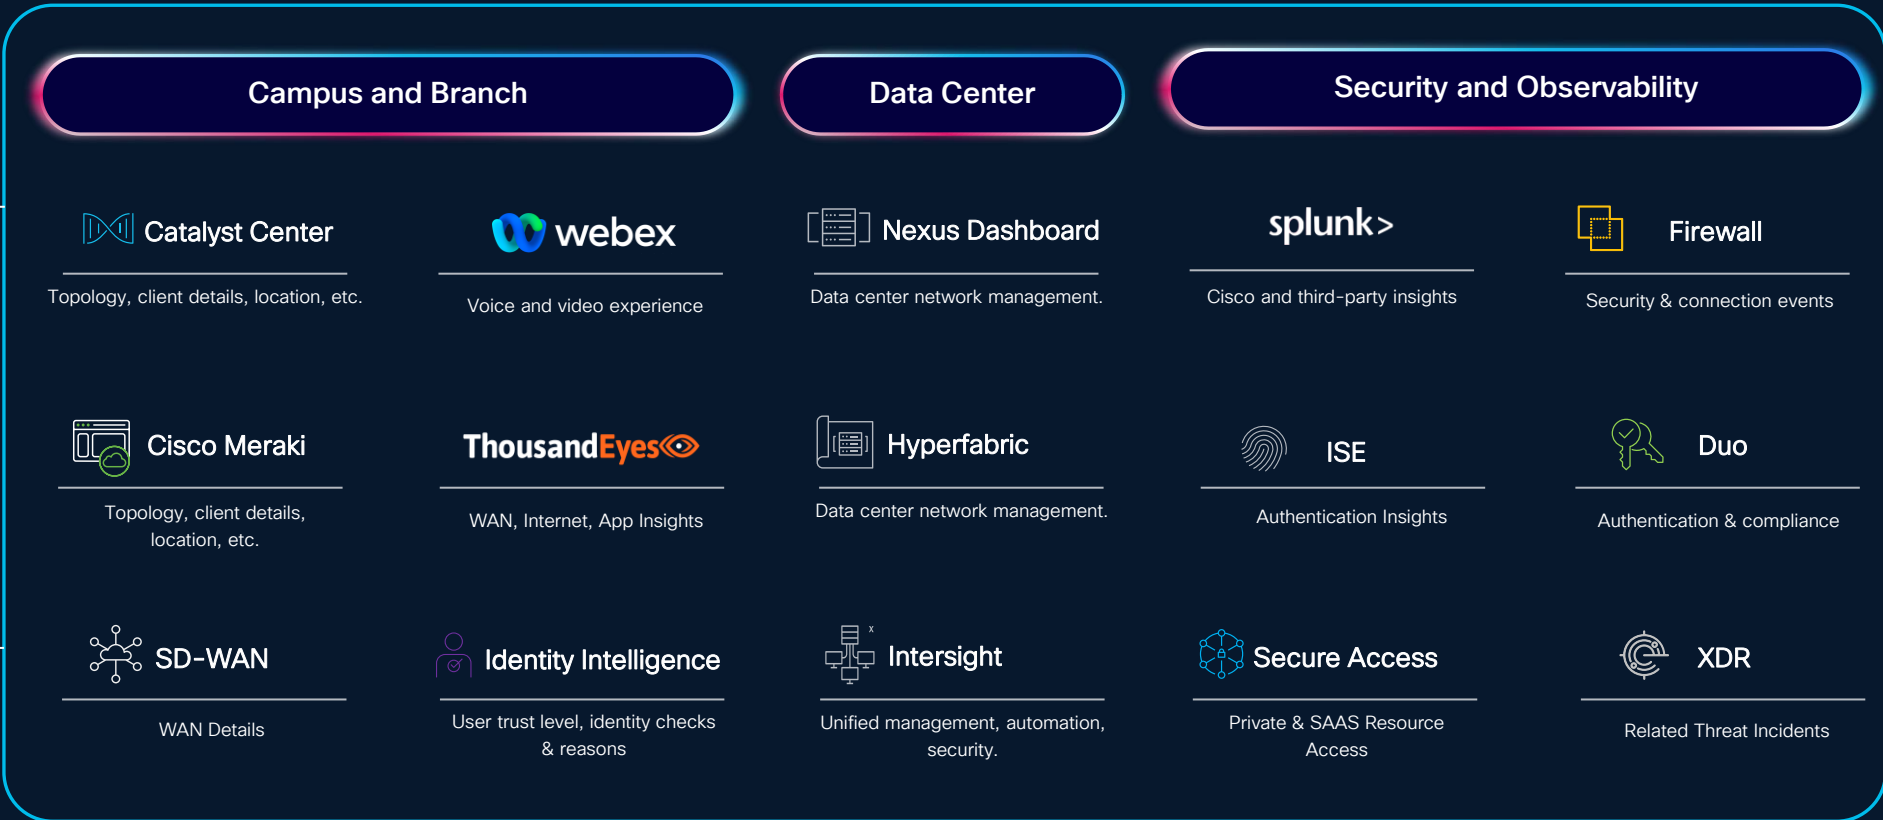 Campus and Branch
Data Center
Security and Observability
Catalyst Center
Topology, client details, location, etc.
webex
Voice and video experience
Nexus Dashboard
Data center network management.
splunk>
Cisco and third-party insights
Firewall
Security & connection events
Cisco Meraki
Topology, client details,
location, etc.
ThousandEyes
WAN, Internet, App Insights
Hyperfabric
Data center network management.
ISE
Authentication Insights
Duo
Authentication & compliance
SD-WAN
WAN Details
Identity Intelligence
User trust level, identity checks
& reasons
x
Intersight
Unified management, automation,
security.
Secure Access
Private & SAAS Resource
Access
XDR
Related Threat Incidents